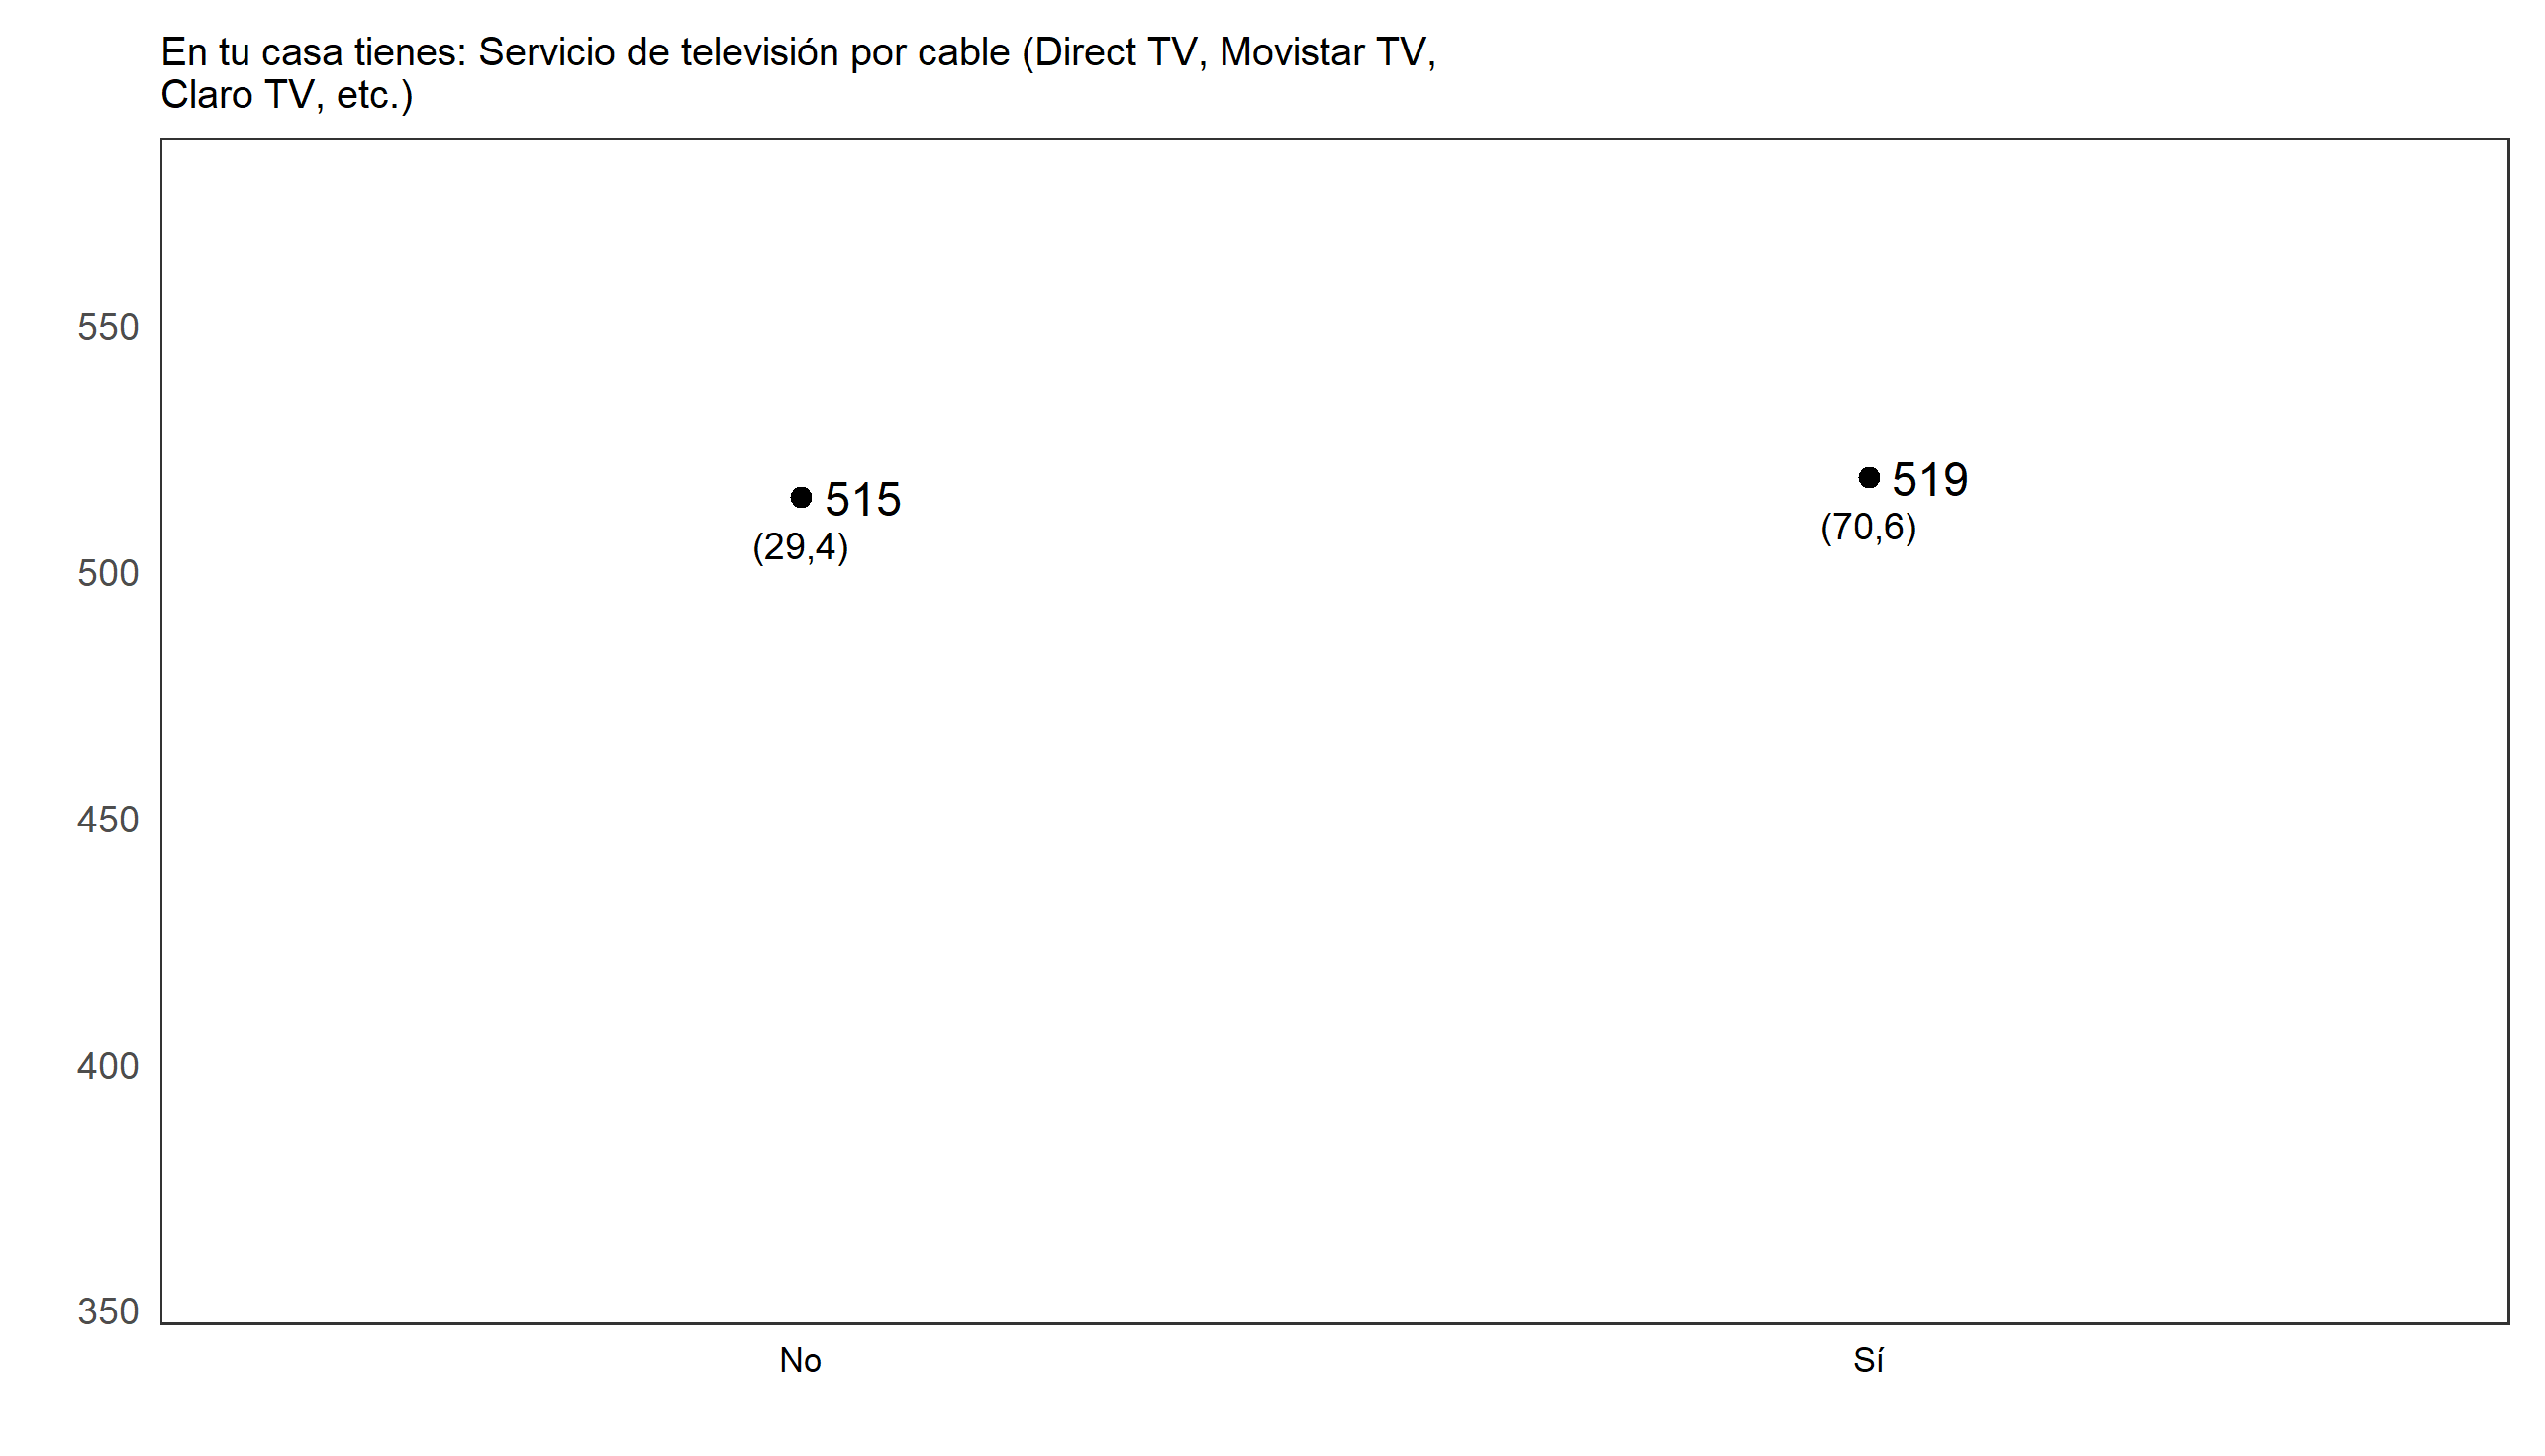 En tu casa tienes: Servicio de televisión por cable (Direct TV, Movistar TV,
Claro TV, etc.)
550
500
450
400
350
515
(29,4)
519
(70,6)
No
Sí